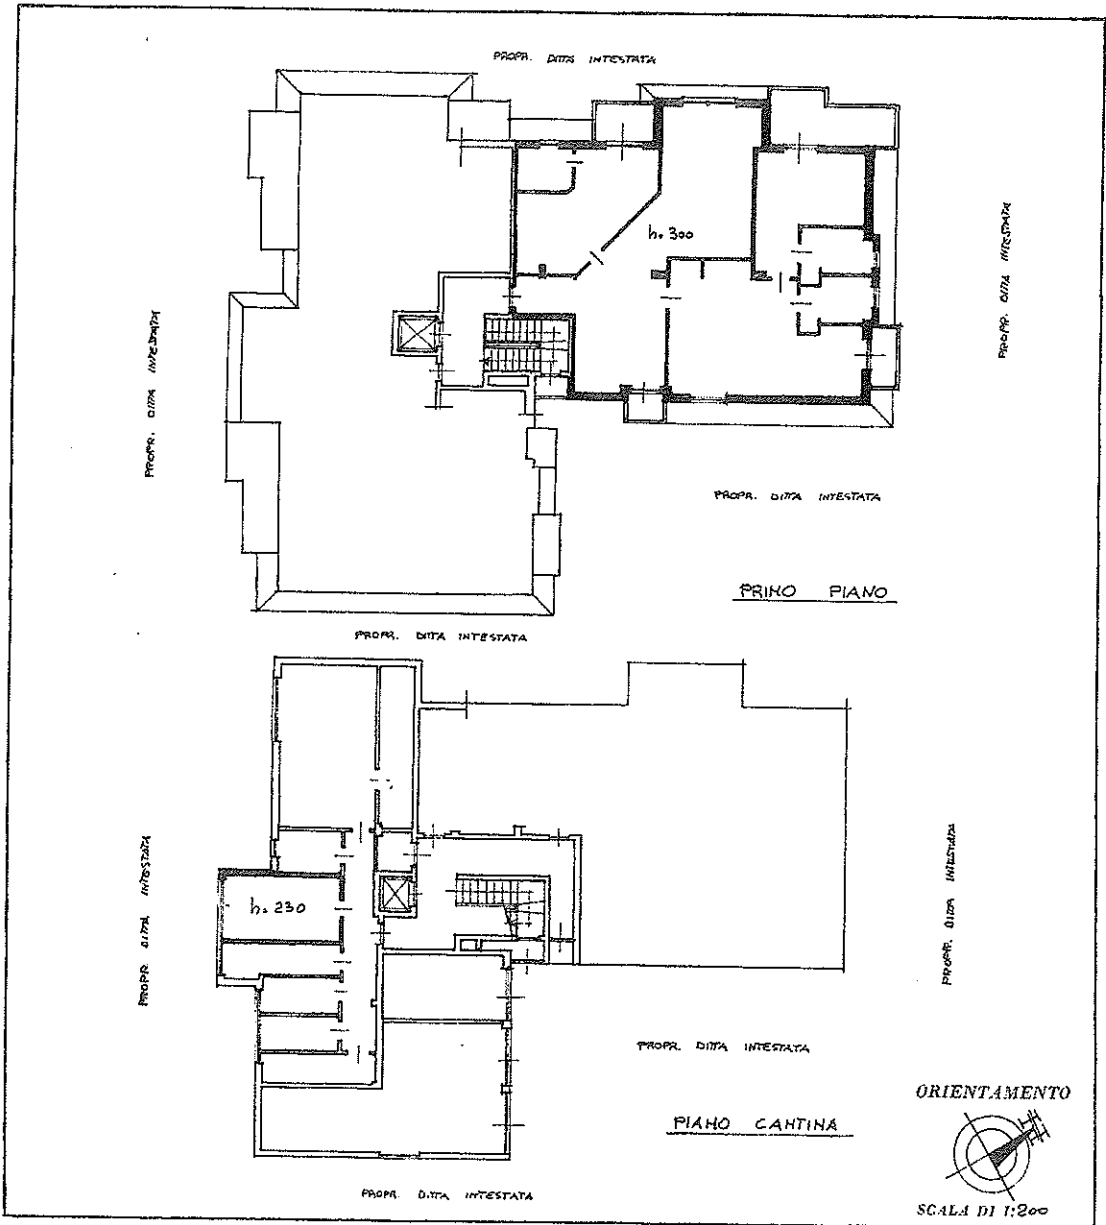 PROPR. DITTA INTESTATA
h. 300
PROPR. DITTA INTESTATA
PROPR. DITTA INTESTATA
PROPR. DITTA INTESTATA
PRIMO PIANO
PROPR. DITTA INTESTATA
h. 230
PROPR. DITTA INTESTATA
PROPR. DITTA INTESTATA
PROPR. DITTA INTESTATA
PIANO CANTINA
ORIENTAMENTO
N
SCALA DI 1:200
PROPR. DITTA INTESTATA